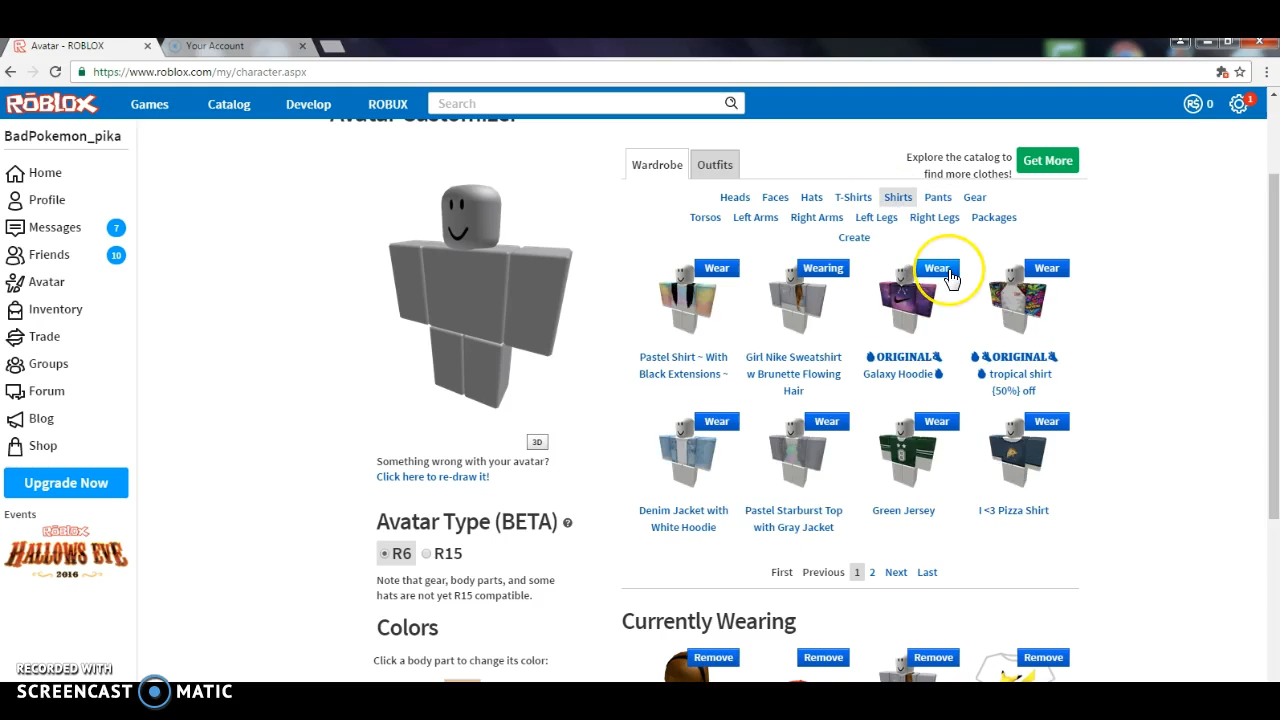 Avatar - ROBLOX
Your Account
https://www.roblox.com/my/character.aspx
ROBLOX
Games
Catalog
Develop
ROBUX
Search
R$ 0
1
BadPokemon_pika
Home
Profile
Messages 7
Friends 10
Avatar
Inventory
Trade
Groups
Forum
Blog
Shop
Upgrade Now
Events
ROBLOX
HALLOWS EVE
2016
Avatar Customizer
Wardrobe
Outfits
Explore the catalog to
find more clothes!
Get More
Heads Faces Hats T-Shirts Shirts Pants Gear
Torsos Left Arms Right Arms Left Legs Right Legs Packages
Create
Wear
Wearing
Wear
Wear
Pastel Shirt ~ With
Black Extensions ~
Girl Nike Sweatshirt
w Brunette Flowing
Hair
💧ORIGINAL👟
Galaxy Hoodie💧
💧👟ORIGINAL👟
💧 tropical shirt
{50%} off
Wear
Wear
Wear
Wear
8
Denim Jacket with
White Hoodie
Pastel Starburst Top
with Gray Jacket
Green Jersey
I <3 Pizza Shirt
First Previous 1 2 Next Last
3D
Something wrong with your avatar?
Click here to re-draw it!
Avatar Type (BETA) ?
R6 R15
Note that gear, body parts, and some
hats are not yet R15 compatible.
Colors
Click a body part to change its color:
Currently Wearing
Remove
Remove
Remove
Remove
RECORDED WITH
SCREENCAST MATIC